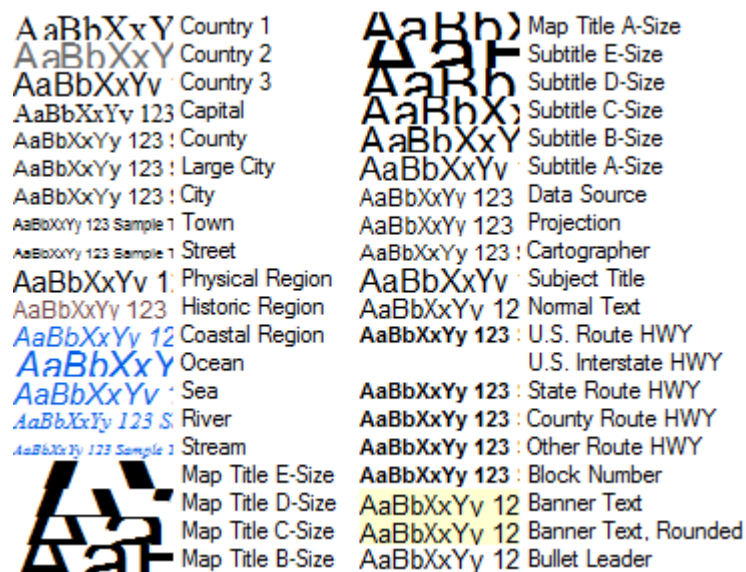 AaBbXxY Country 1
AaBbXxY Country 2
AaBbXxYy Country 3
AaBbXxYy 123 Capital
AaBbXxYy 123 County
AaBbXxYy 123 Large City
AaBbXxYy 123 City
AaBbXxYy 123 Sample Town
AaBbXxYy 123 Sample Street
AaBbXxYy 1 Physical Region
AaBbXxYy 123 Historic Region
AaBbXxYy 12 Coastal Region
AaBbXxY Ocean
AaBbXxYy Sea
AaBbXxYy 123 River
AaBbXxYy 123 Sample Stream
Map Title E-Size
Map Title D-Size
Map Title C-Size
Map Title B-Size
AaBb Map Title A-Size
Subtitle E-Size
AaBb Subtitle D-Size
AaBbX Subtitle C-Size
AaBbXxY Subtitle B-Size
AaBbXxYy Subtitle A-Size
AaBbXxYy 123 Data Source
AaBbXxYy 123 Projection
AaBbXxYy 123 Cartographer
AaBbXxYy Subject Title
AaBbXxYy 12 Normal Text
AaBbXxYy 123 U.S. Route HWY
U.S. Interstate HWY
AaBbXxYy 123 State Route HWY
AaBbXxYy 123 County Route HWY
AaBbXxYy 123 Other Route HWY
AaBbXxYy 123 Block Number
AaBbXxYy 12 Banner Text
AaBbXxYy 12 Banner Text, Rounded
AaBbXxYy 12 Bullet Leader